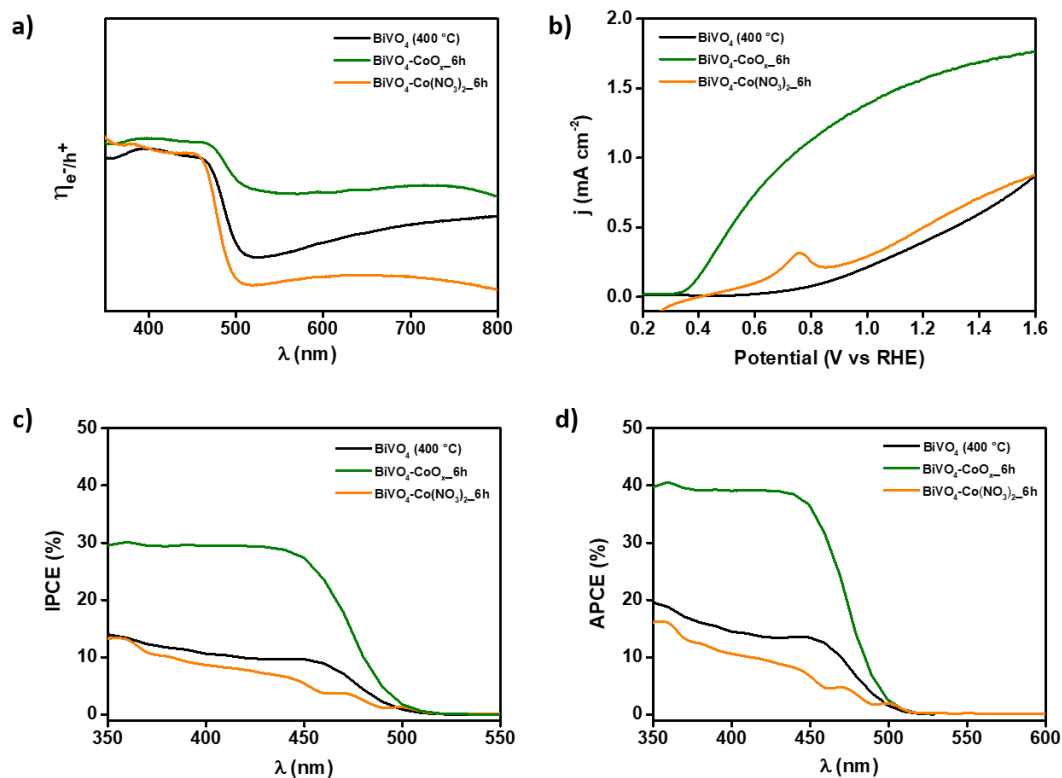 a)
BiVO₄ (400 °C)
BiVO₄-CoOₓ_6h
BiVO₄-Co(NO₃)₂_6h
η e⁻/h⁺
400 500 600 700 800
λ (nm)
b)
BiVO₄ (400 °C)
BiVO₄-CoOₓ_6h
BiVO₄-Co(NO₃)₂_6h
j (mA cm⁻²)
2.0
1.5
1.0
0.5
0.0
0.2 0.4 0.6 0.8 1.0 1.2 1.4 1.6
Potential (V vs RHE)
c)
BiVO₄ (400 °C)
BiVO₄-CoOₓ_6h
BiVO₄-Co(NO₃)₂_6h
IPCE (%)
50
40
30
20
10
0
350 400 450 500 550
λ (nm)
d)
BiVO₄ (400 °C)
BiVO₄-CoOₓ_6h
BiVO₄-Co(NO₃)₂_6h
APCE (%)
50
40
30
20
10
0
350 400 450 500 550 600
λ (nm)